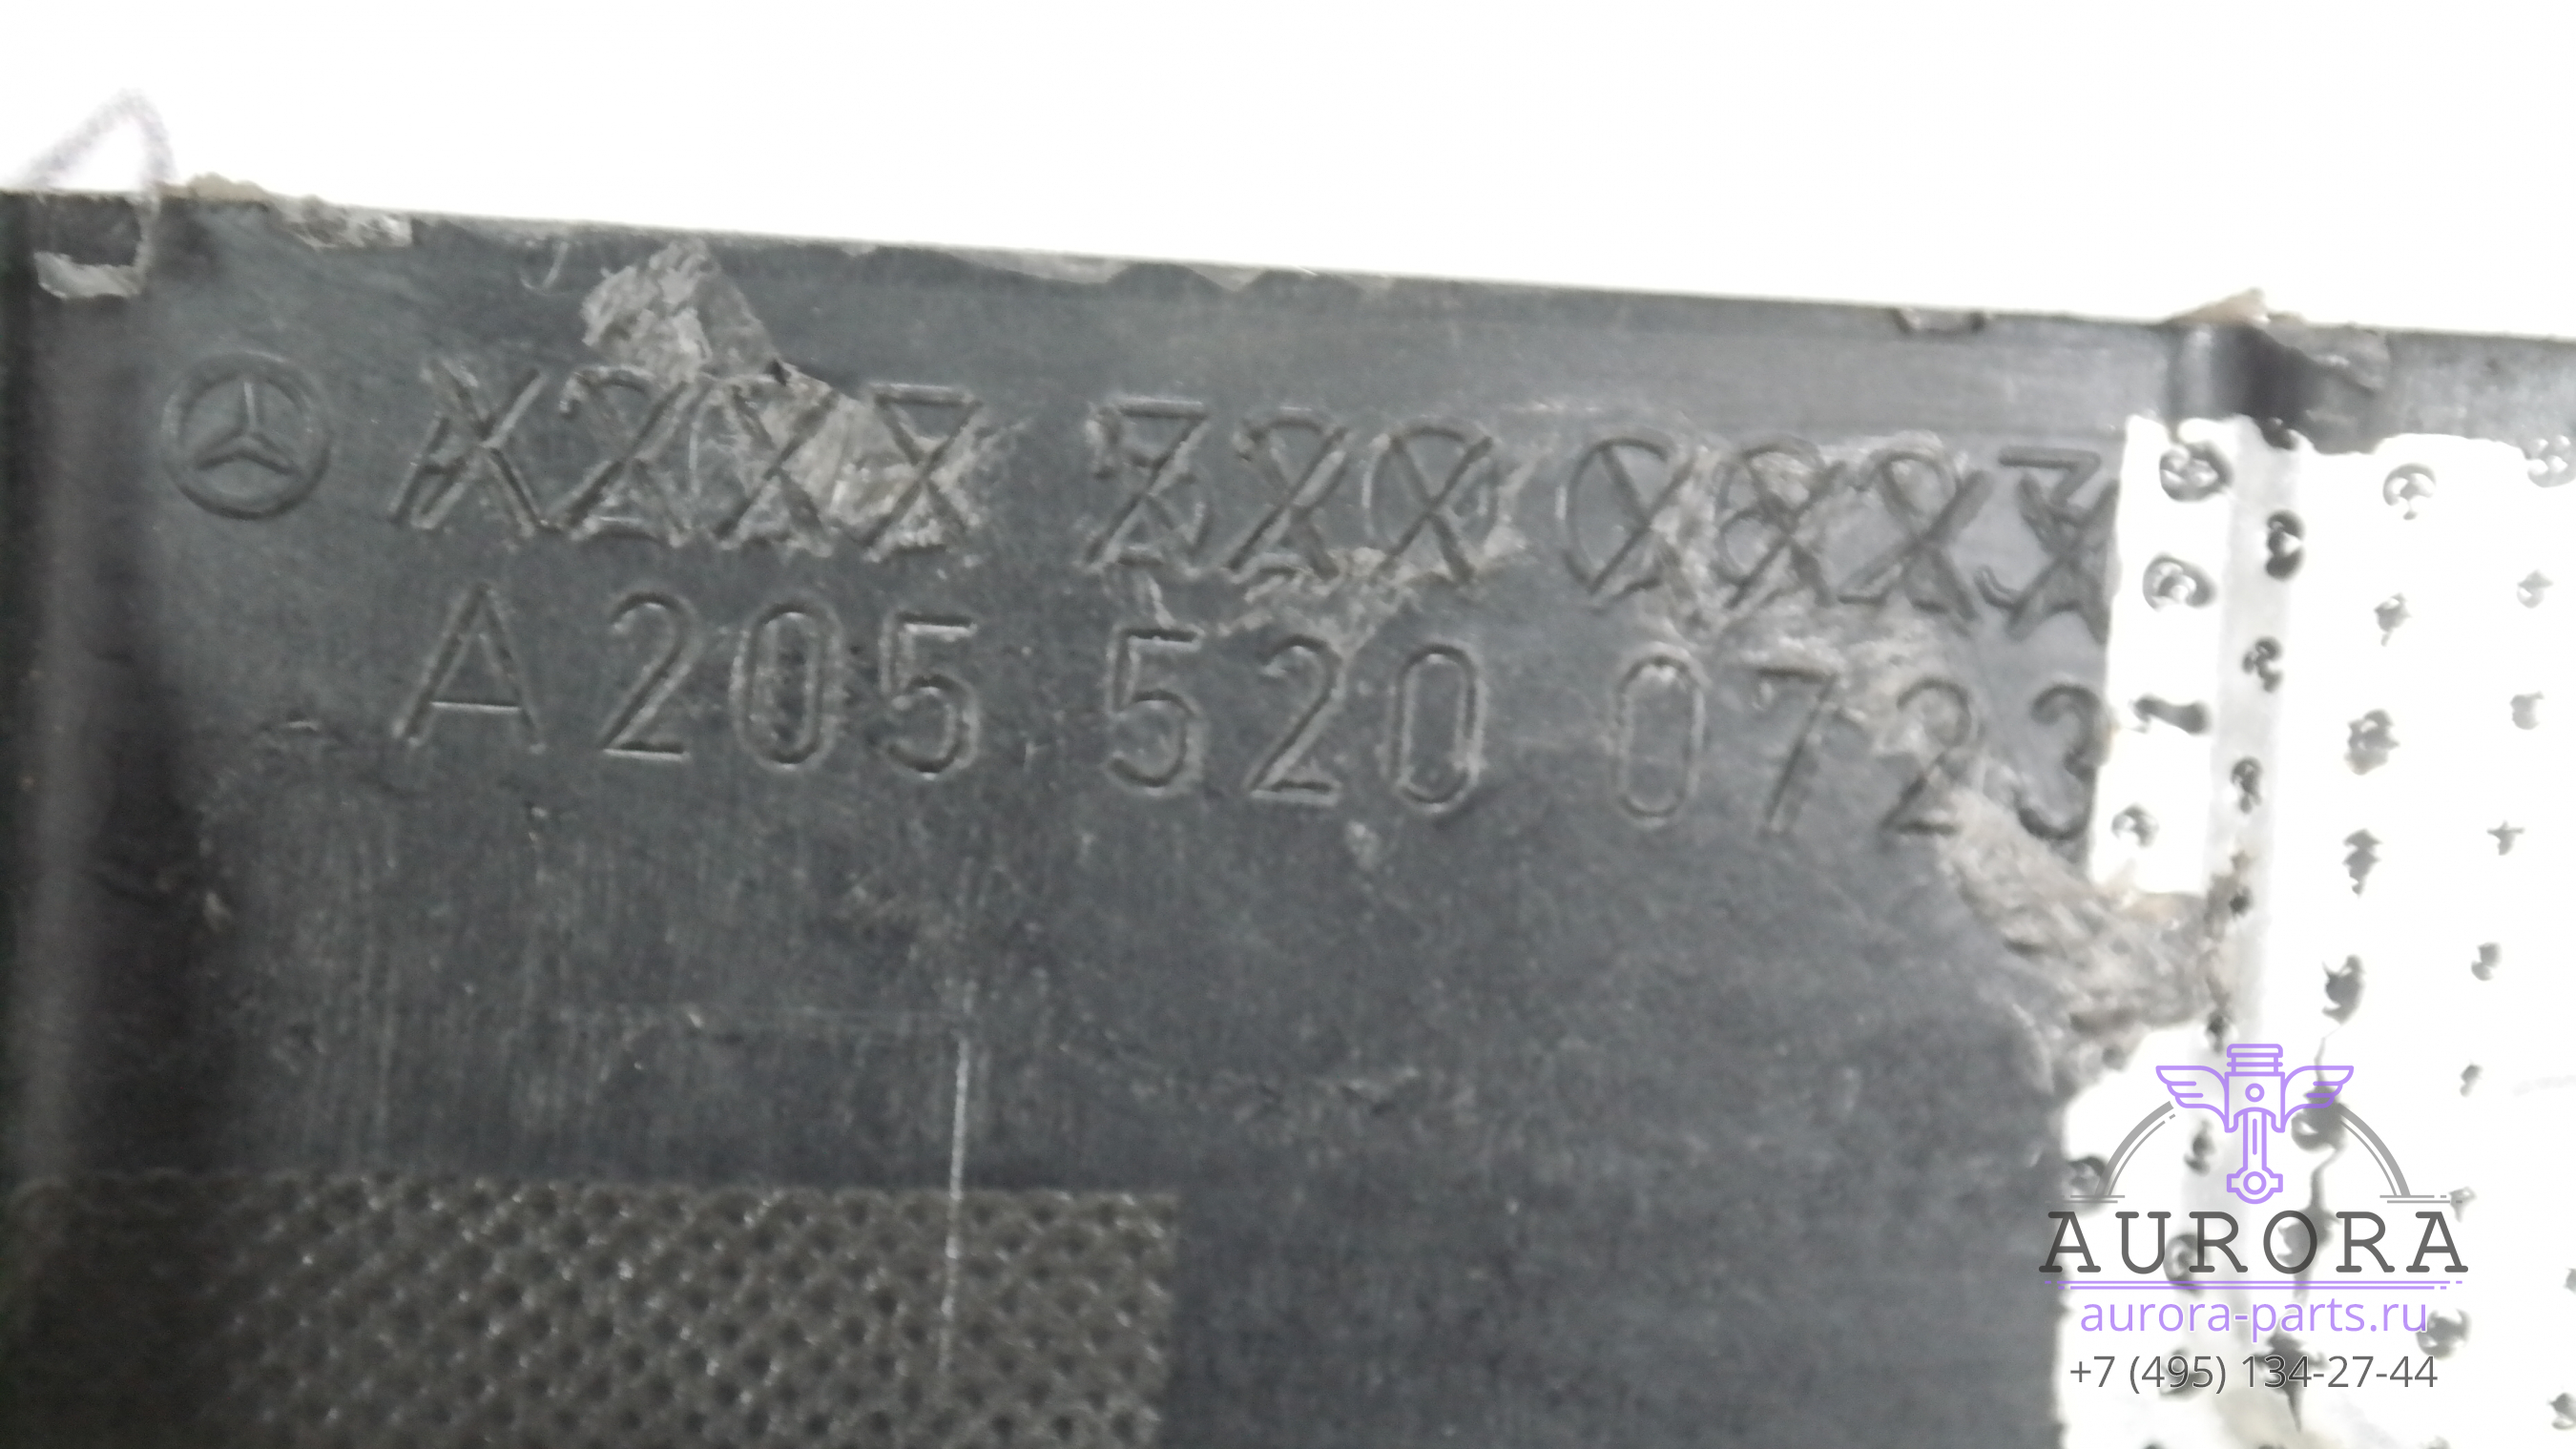 A 205 520 0723
AURORA
aurora-parts.ru
+7 (495) 134-27-44